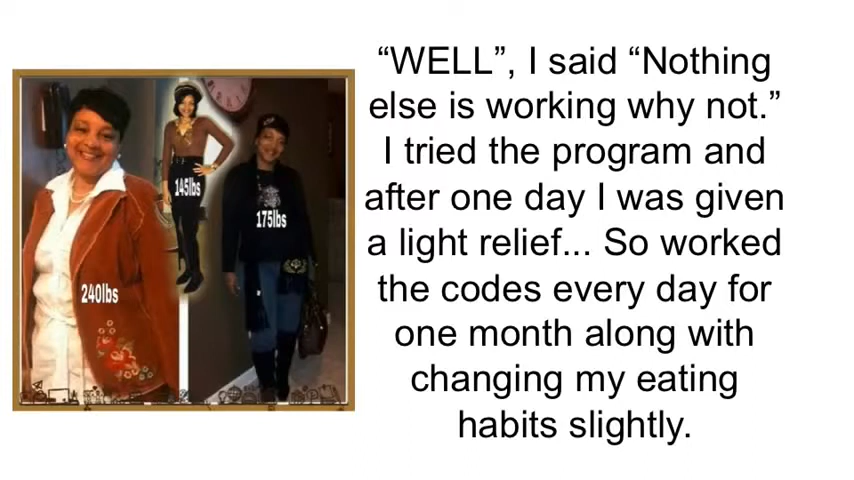 “WELL”, I said “Nothing
else is working why not.”
I tried the program and
after one day I was given
a light relief... So worked
the codes every day for
one month along with
changing my eating
habits slightly.
145lbs
175lbs
240lbs